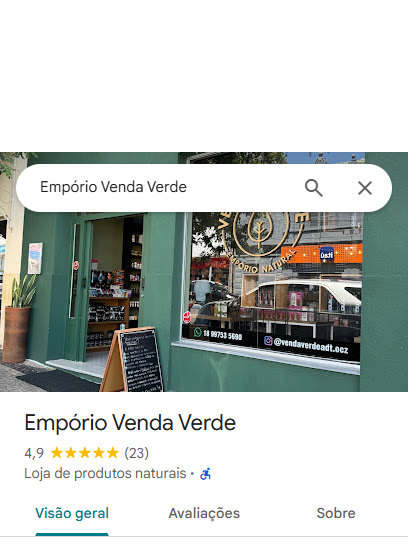 Empório Venda Verde
EMPÓRIO NATURAL
18 99753 5690
@vendaverdeadt.ocz
Empório Venda Verde
4,9 ★★★★★ (23)
Loja de produtos naturais •
Visão geral
Avaliações
Sobre